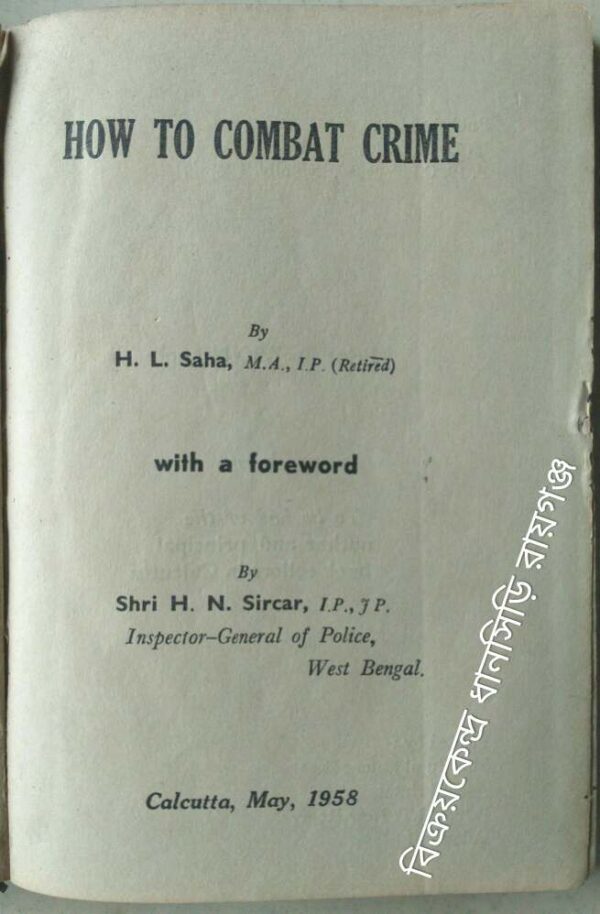 HOW TO COMBAT CRIME
By
H. L. Saha, M.A., I.P. (Retired)
with a foreword
By
Shri H. N. Sircar, I.P., J P.
Inspector-General of Police,
West Bengal.
Calcutta, May, 1958
বিক্রয়কেন্দ্র ধানসিড়ি রায়গঞ্জ